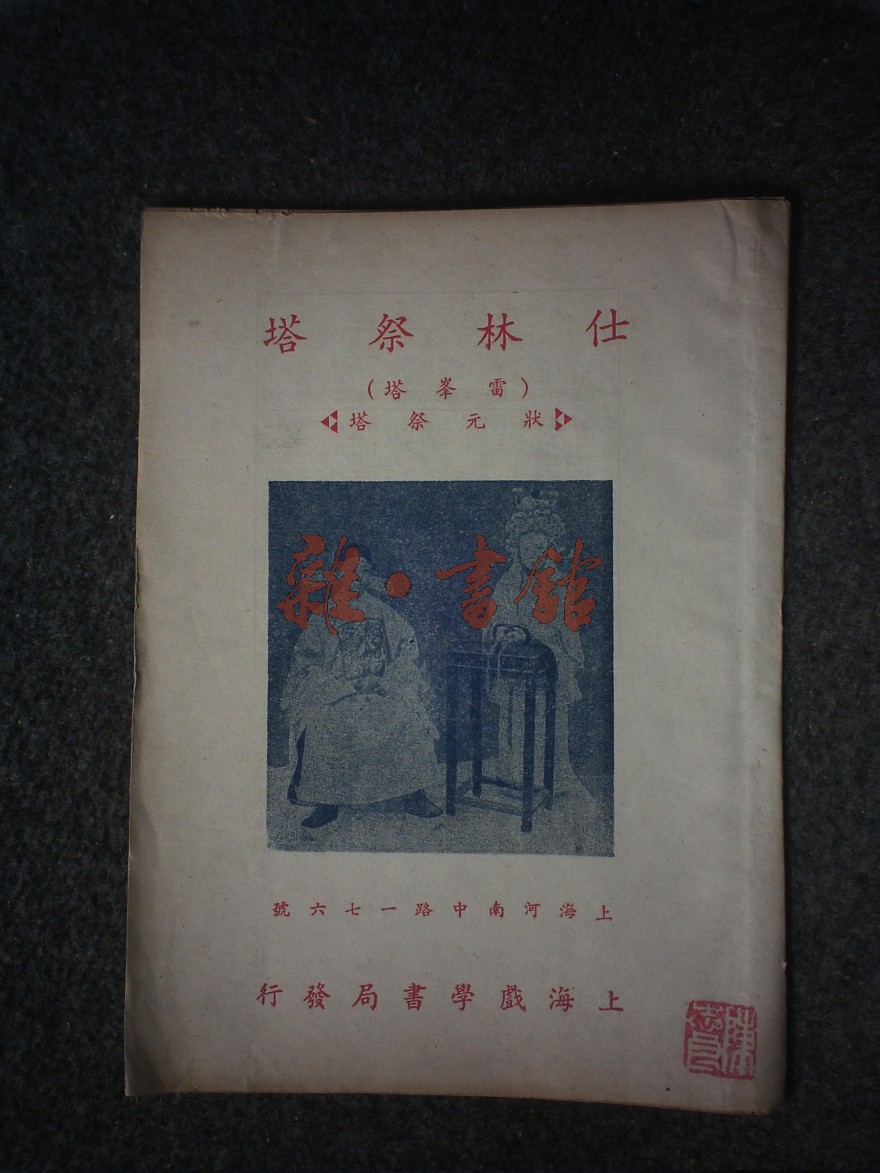 仕林祭塔
（雷峯塔）
狀元祭塔
雜·書館
上海河南中路一七六號
上海戲學書局發行